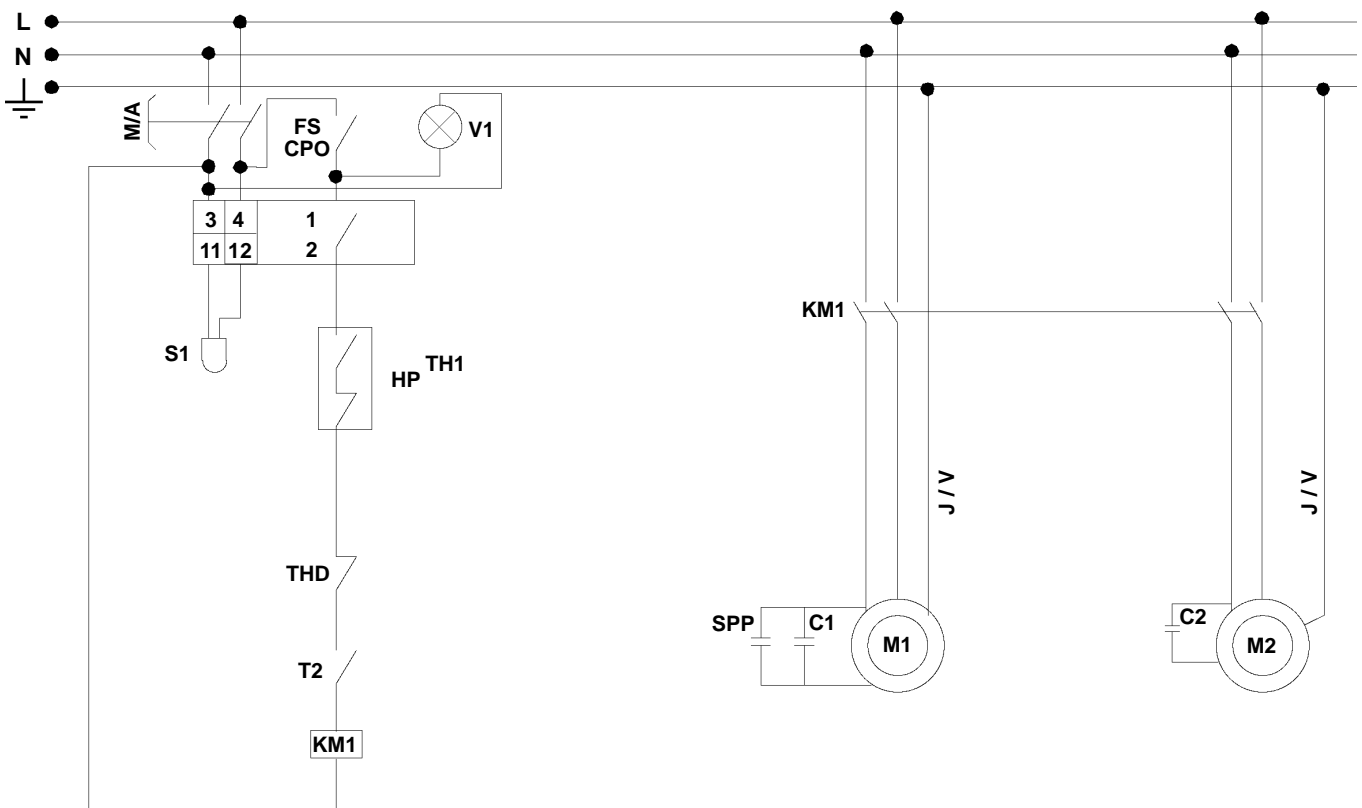 L
N
M/A
FS
CPO
V1
3 4 1
11 12 2
KM1
S1
TH1
HP
J / V
J / V
THD
SPP
C1
M1
C2
M2
T2
KM1